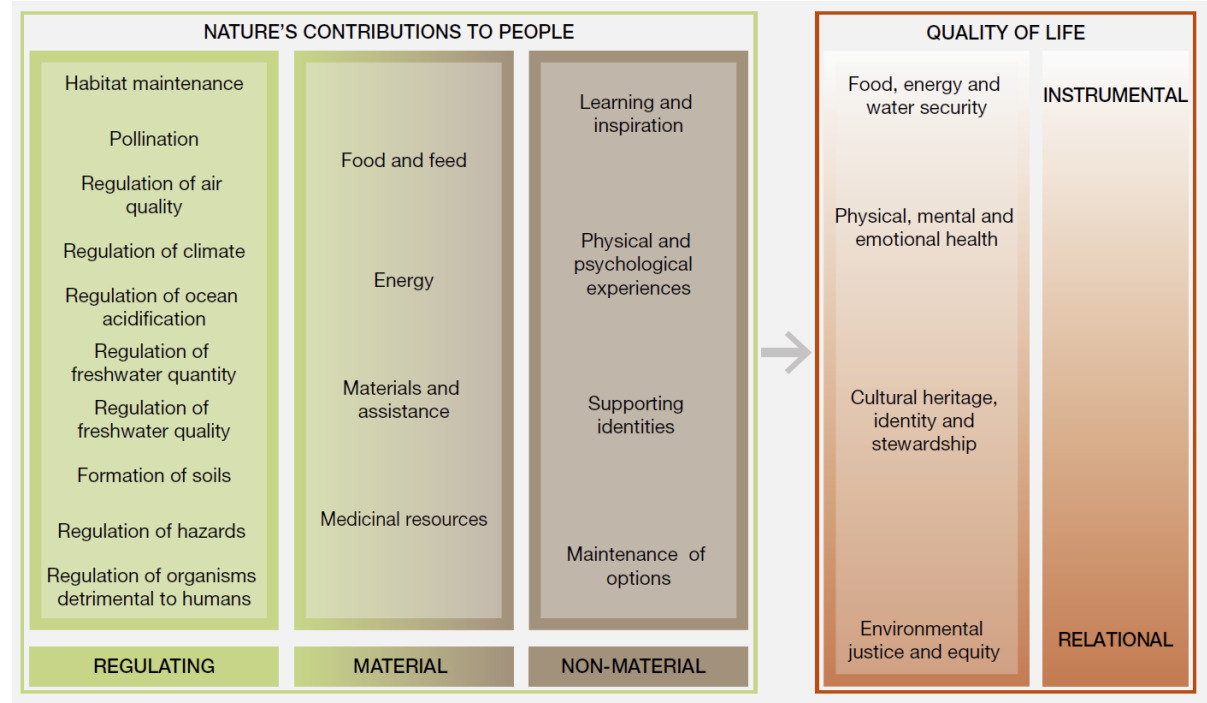 NATURE'S CONTRIBUTIONS TO PEOPLE
Habitat maintenance
Pollination
Regulation of air
quality
Regulation of climate
Regulation of ocean
acidification
Regulation of
freshwater quantity
Regulation of
freshwater quality
Formation of soils
Regulation of hazards
Regulation of organisms
detrimental to humans
REGULATING
Food and feed
Energy
Materials and
assistance
Medicinal resources
MATERIAL
Learning and
inspiration
Physical and
psychological
experiences
Supporting
identities
Maintenance of
options
NON-MATERIAL
QUALITY OF LIFE
Food, energy and
water security
Physical, mental and
emotional health
Cultural heritage,
identity and
stewardship
Environmental
justice and equity
INSTRUMENTAL
RELATIONAL